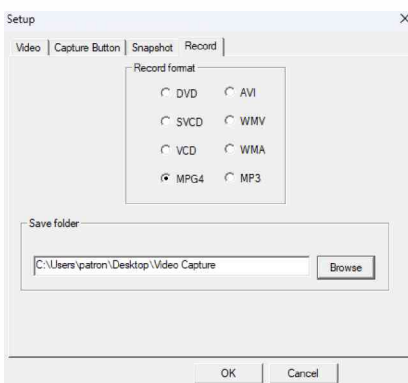 Setup
Video Capture Button Snapshot Record
Record format
DVD AVI
SVCD WMV
VCD WMA
MPG4 MP3
Save folder
C:\Users\patron\Desktop\Video Capture Browse
OK Cancel